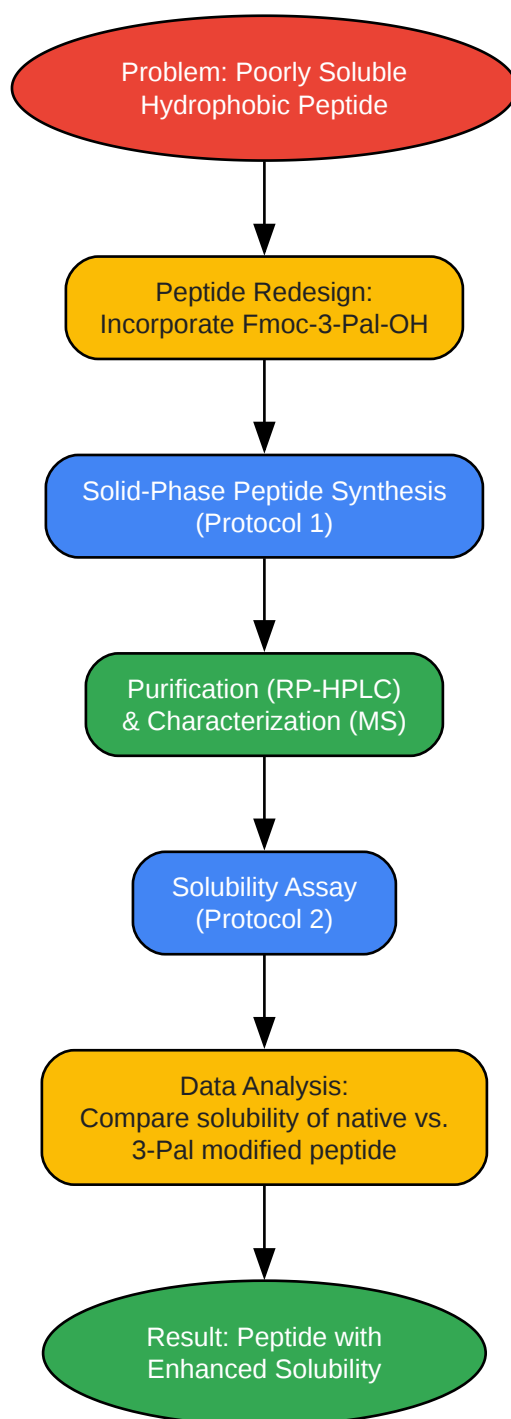 Problem: Poorly Soluble
Hydrophobic Peptide
Peptide Redesign:
Incorporate Fmoc-3-Pal-OH
Solid-Phase Peptide Synthesis
(Protocol 1)
Purification (RP-HPLC)
& Characterization (MS)
Solubility Assay
(Protocol 2)
Data Analysis:
Compare solubility of native vs.
3-Pal modified peptide
Result: Peptide with
Enhanced Solubility